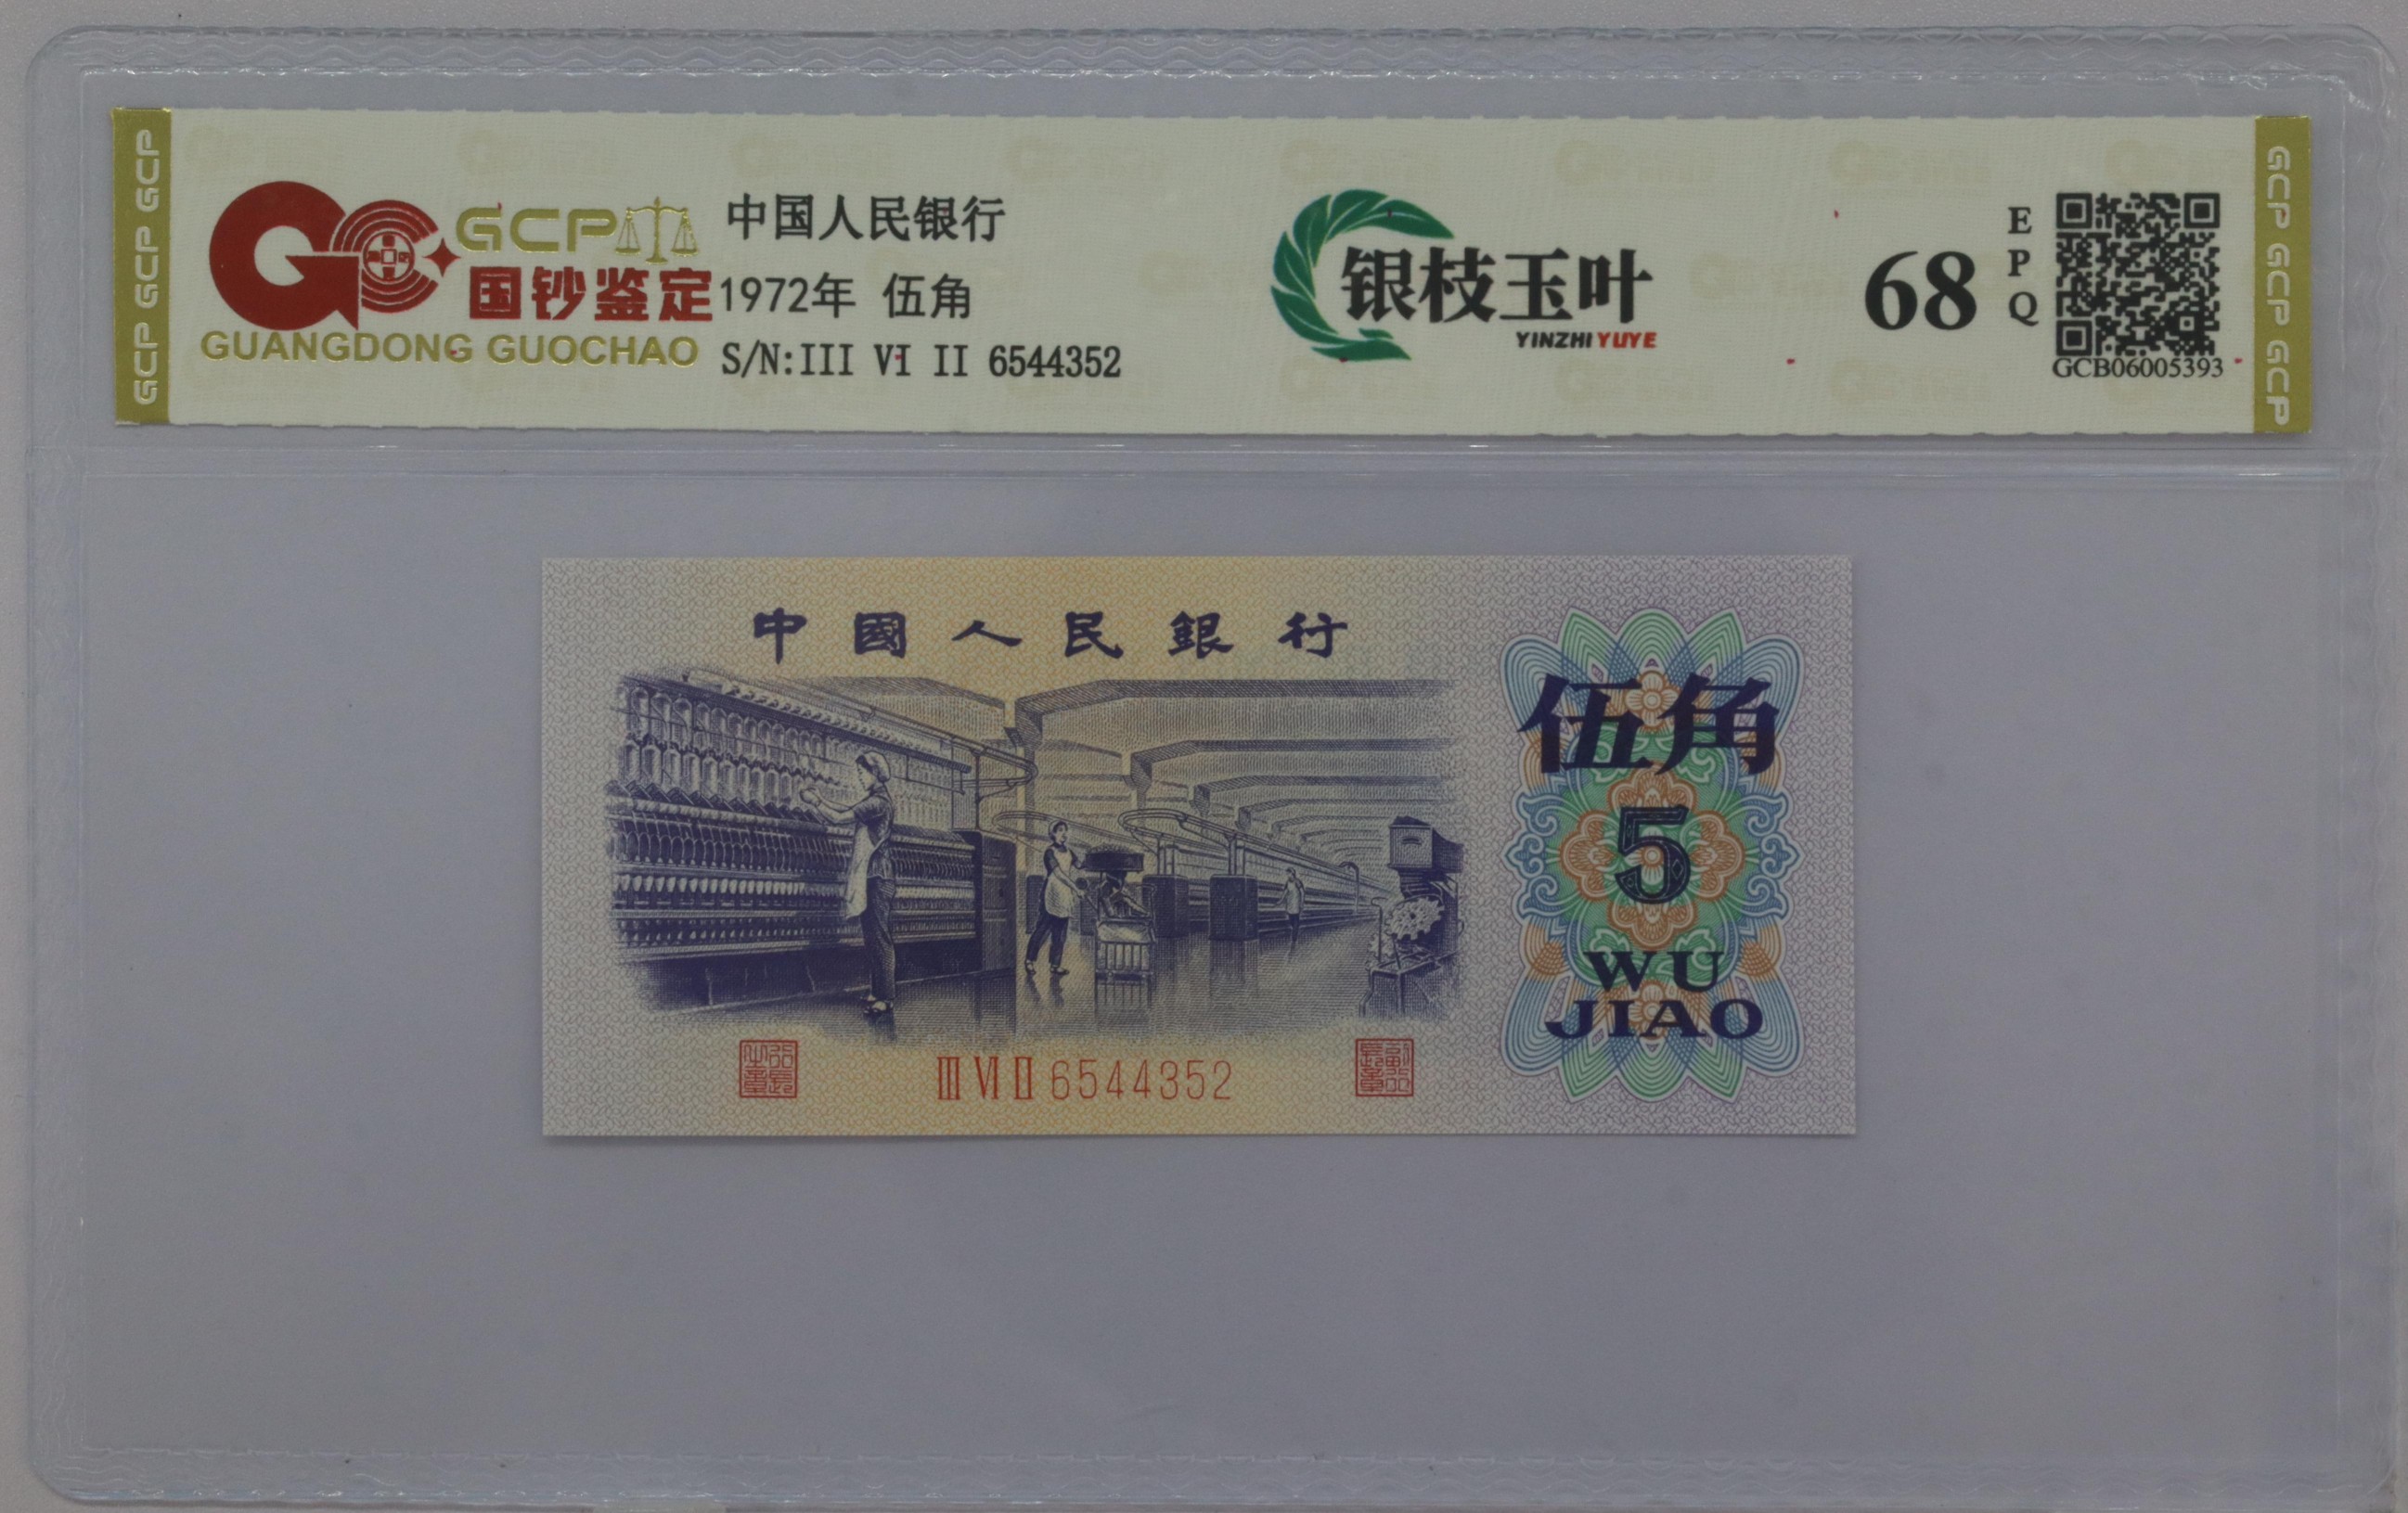 GCP GCP GCP
GCP
国钞鉴定
GUANGDONG GUOCHAO
中国人民银行
1972年 伍角
S/N:III VI II 6544352
银枝玉叶
YINZHI YUYE
68
EPQ
GCB06005393
GCP GCP GCP
中國人民銀行
伍角
5
WU
JIAO
III VI II 6544352